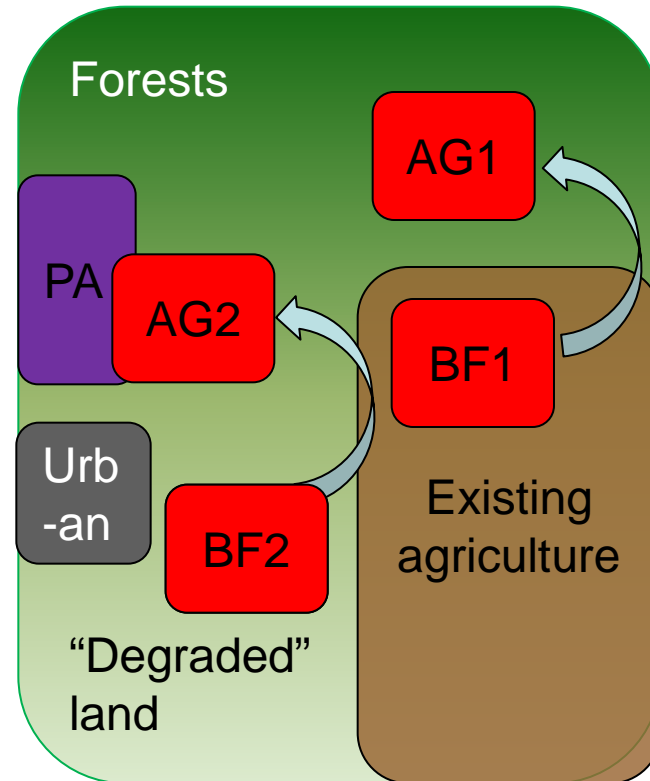 Forests
AG1
PA
AG2
BF1
Urb
-an
BF2
Existing
agriculture
“Degraded”
land